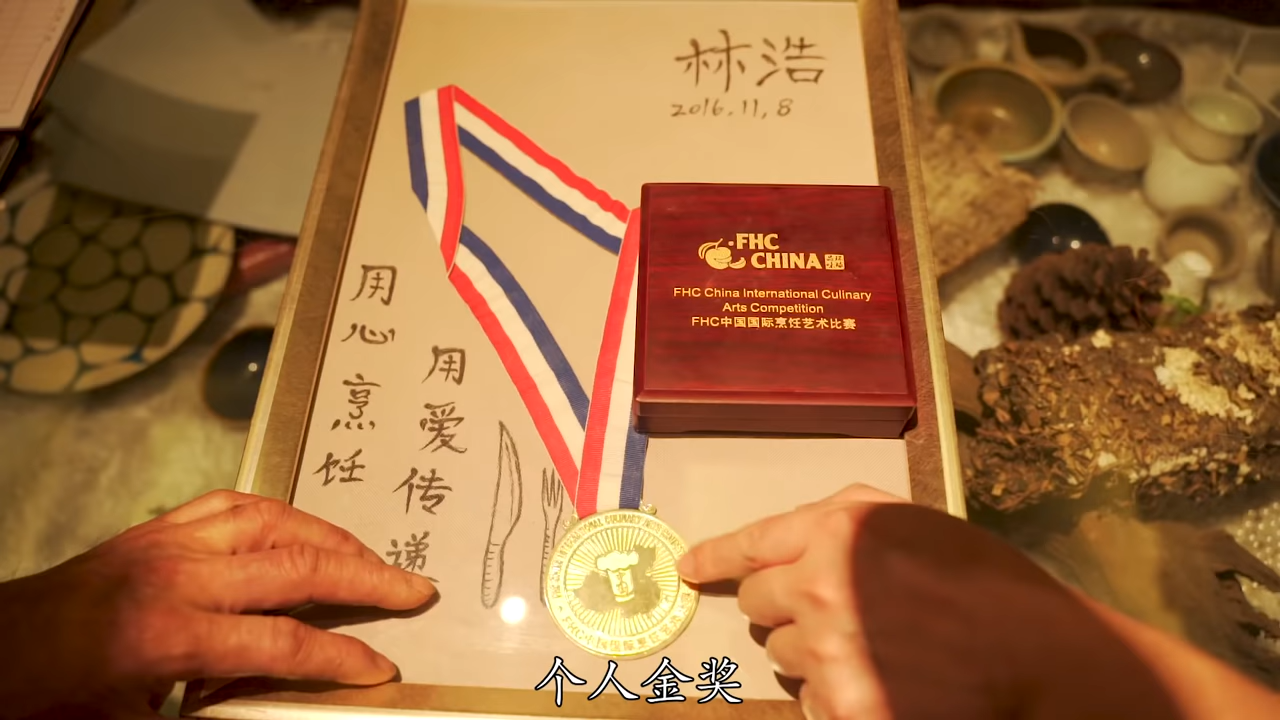 林浩
2016.11,8
FHC
CHINA
FHC China International Culinary
Arts Competition
FHC中国国际烹饪艺术比赛
用心烹饪
用爱传递
个人金奖